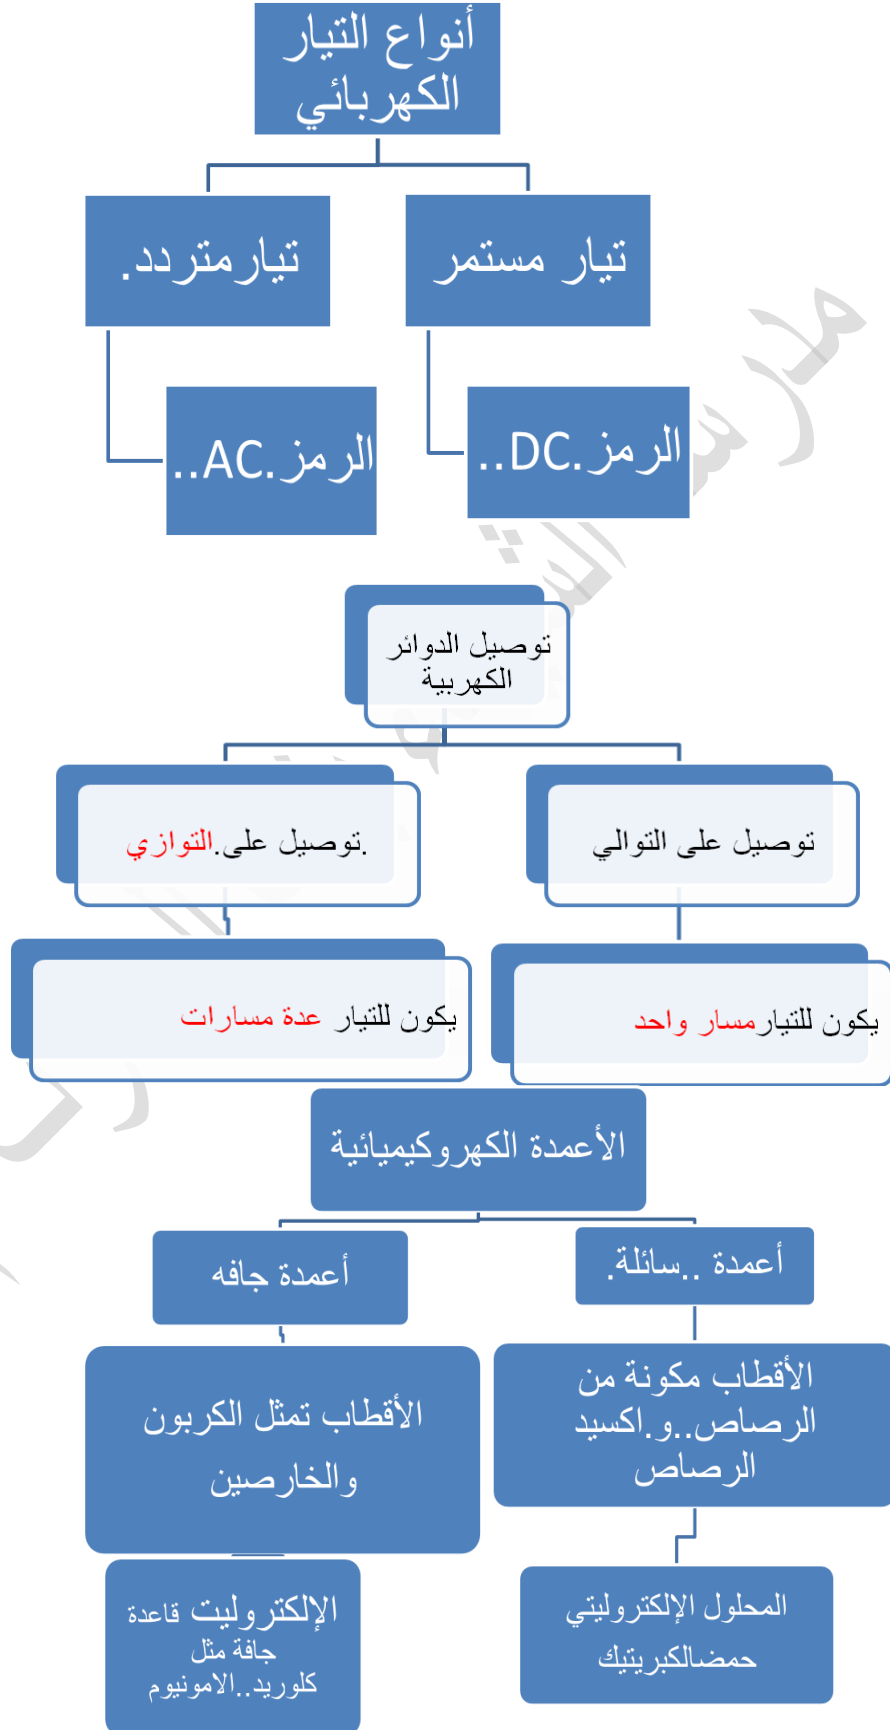 أنواع التيار
الكهربائي
تيار مستمر
تيارمتردد.
الرمز.DC..
الرمز.AC..
توصيل الدوائر
الكهربية
توصيل على التوالي
.توصيل على.التوازي
يكون للتيارمسار واحد
يكون للتيار عدة مسارات
الأعمدة الكهروكيميائية
أعمدة ..سائلة.
أعمدة جافه
الأقطاب مكونة من
الرصاص..و.اكسيد
الرصاص
الأقطاب تمثل الكربون
والخارصين
المحلول الإلكتروليتي
حمضالكبريتيك
الإلكتروليت قاعدة
جافة مثل
كلوريد..الامونيوم